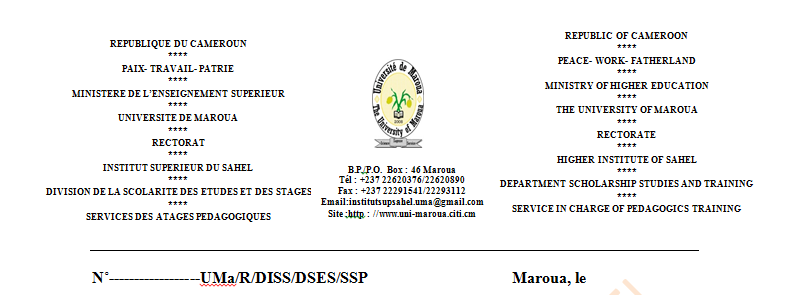 REPUBLIQUE DU CAMEROUN
****
PAIX- TRAVAIL- PATRIE
****
MINISTERE DE L'ENSEIGNEMENT SUPERIEUR
****
UNIVERSITE DE MAROUA
****
RECTORAT
****
INSTITUT SUPERIEUR DU SAHEL
****
DIVISION DE LA SCOLARITE DES ETUDES ET DES STAGES
****
SERVICES DES ATAGES PEDAGOGIQUES
Université de Maroua
The University of Maroua
2008
B.P./P.O. Box : 46 Maroua
Tél : +237 22620376/22620890
Fax : +237 22291541/22293112
Email:institutsupsahel.uma@gmail.com
Site :http. : //www.uni-maroua.citi.cm
REPUBLIC OF CAMEROON
****
PEACE- WORK- FATHERLAND
****
MINISTRY OF HIGHER EDUCATION
****
THE UNIVERSITY OF MAROUA
****
RECTORATE
****
HIGHER INSTITUTE OF SAHEL
****
DEPARTMENT SCHOLARSHIP STUDIES AND TRAINING
****
SERVICE IN CHARGE OF PEDAGOGICS TRAINING
N°------------------UMa/R/DISS/DSES/SSP
Maroua, le